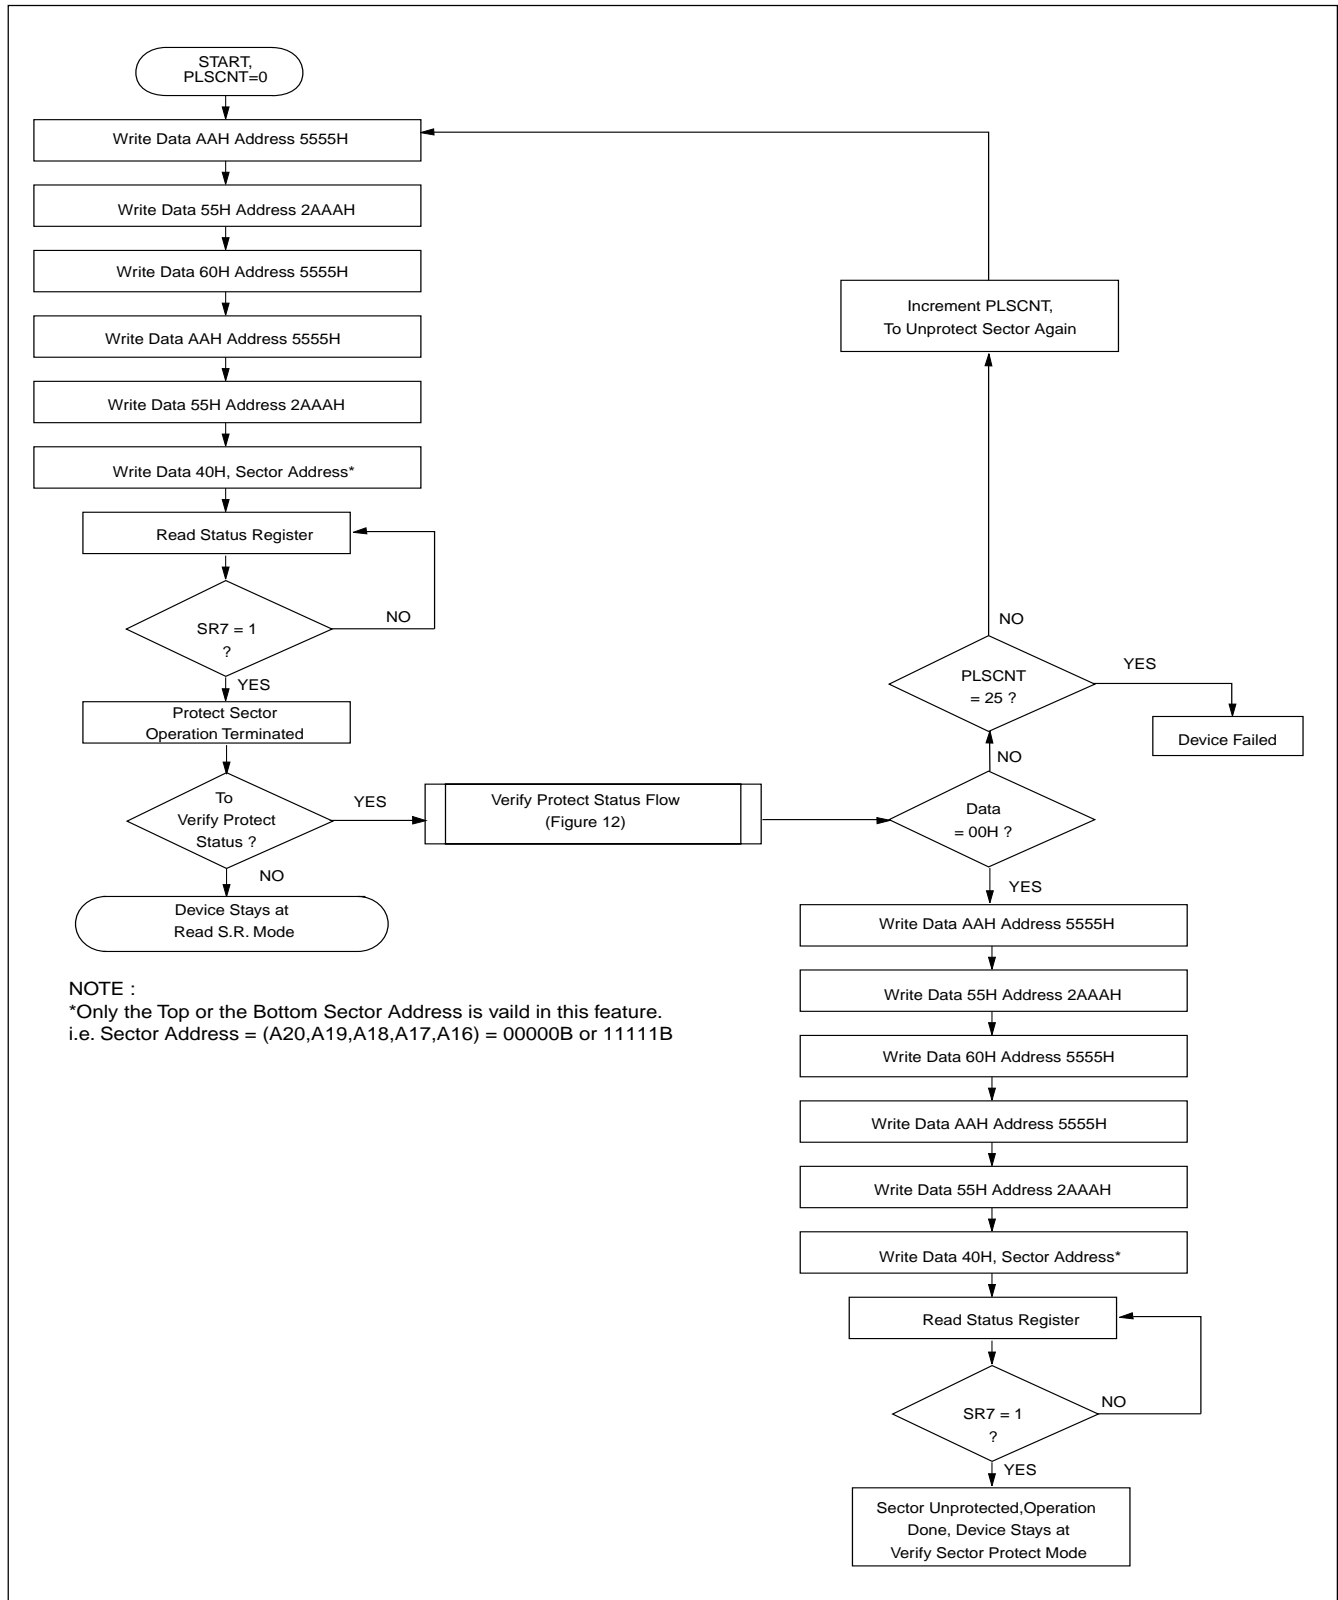 START,
PLSCNT=0
Write Data AAH Address 5555H
Write Data 55H Address 2AAAH
Write Data 60H Address 5555H
Write Data AAH Address 5555H
Write Data 55H Address 2AAAH
Write Data 40H, Sector Address*
Read Status Register
NO
SR7 = 1
?
YES
Protect Sector
Operation Terminated
To
Verify Protect
Status ?
YES
NO
Device Stays at
Read S.R. Mode
Verify Protect Status Flow
(Figure 12)
Increment PLSCNT,
To Unprotect Sector Again
NO
PLSCNT
= 25 ?
YES
Device Failed
NO
Data
= 00H ?
YES
Write Data AAH Address 5555H
Write Data 55H Address 2AAAH
Write Data 60H Address 5555H
Write Data AAH Address 5555H
Write Data 55H Address 2AAAH
Write Data 40H, Sector Address*
Read Status Register
NO
SR7 = 1
?
YES
Sector Unprotected,Operation
Done, Device Stays at
Verify Sector Protect Mode
NOTE :
*Only the Top or the Bottom Sector Address is vaild in this feature.
i.e. Sector Address = (A20,A19,A18,A17,A16) = 00000B or 11111B